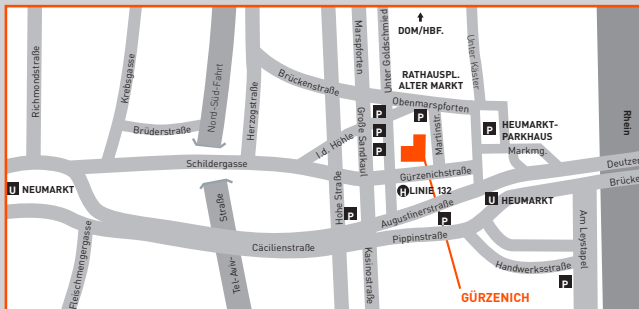 DOM/HBF.
RATHAUSPL.
ALTER MARKT
Richmondstraße
Krebsgasse
Brüderstraße
Nord-Süd-Fahrt
Herzogstraße
Brückenstraße
Marspforten
Unter Goldschmied
Unter Käster
Obenmarspforten
Martinstr.
Große Sandkaul
I.d. Höhle
P
P
P
P
P
HEUMARKT-
PARKHAUS
Markmg.
Rhein
Schildergasse
Gürzenichstraße
Deutzer
Brücke
U NEUMARKT
H LINIE 132
U HEUMARKT
Hohe Straße
P
Augustinerstraße
P
Pippinstraße
Cäcilienstraße
Tel-Aviv-
Straße
Fleischmengergasse
Kasinostraße
Am Leystapel
Handwerksstraße
P
GÜRZENICH